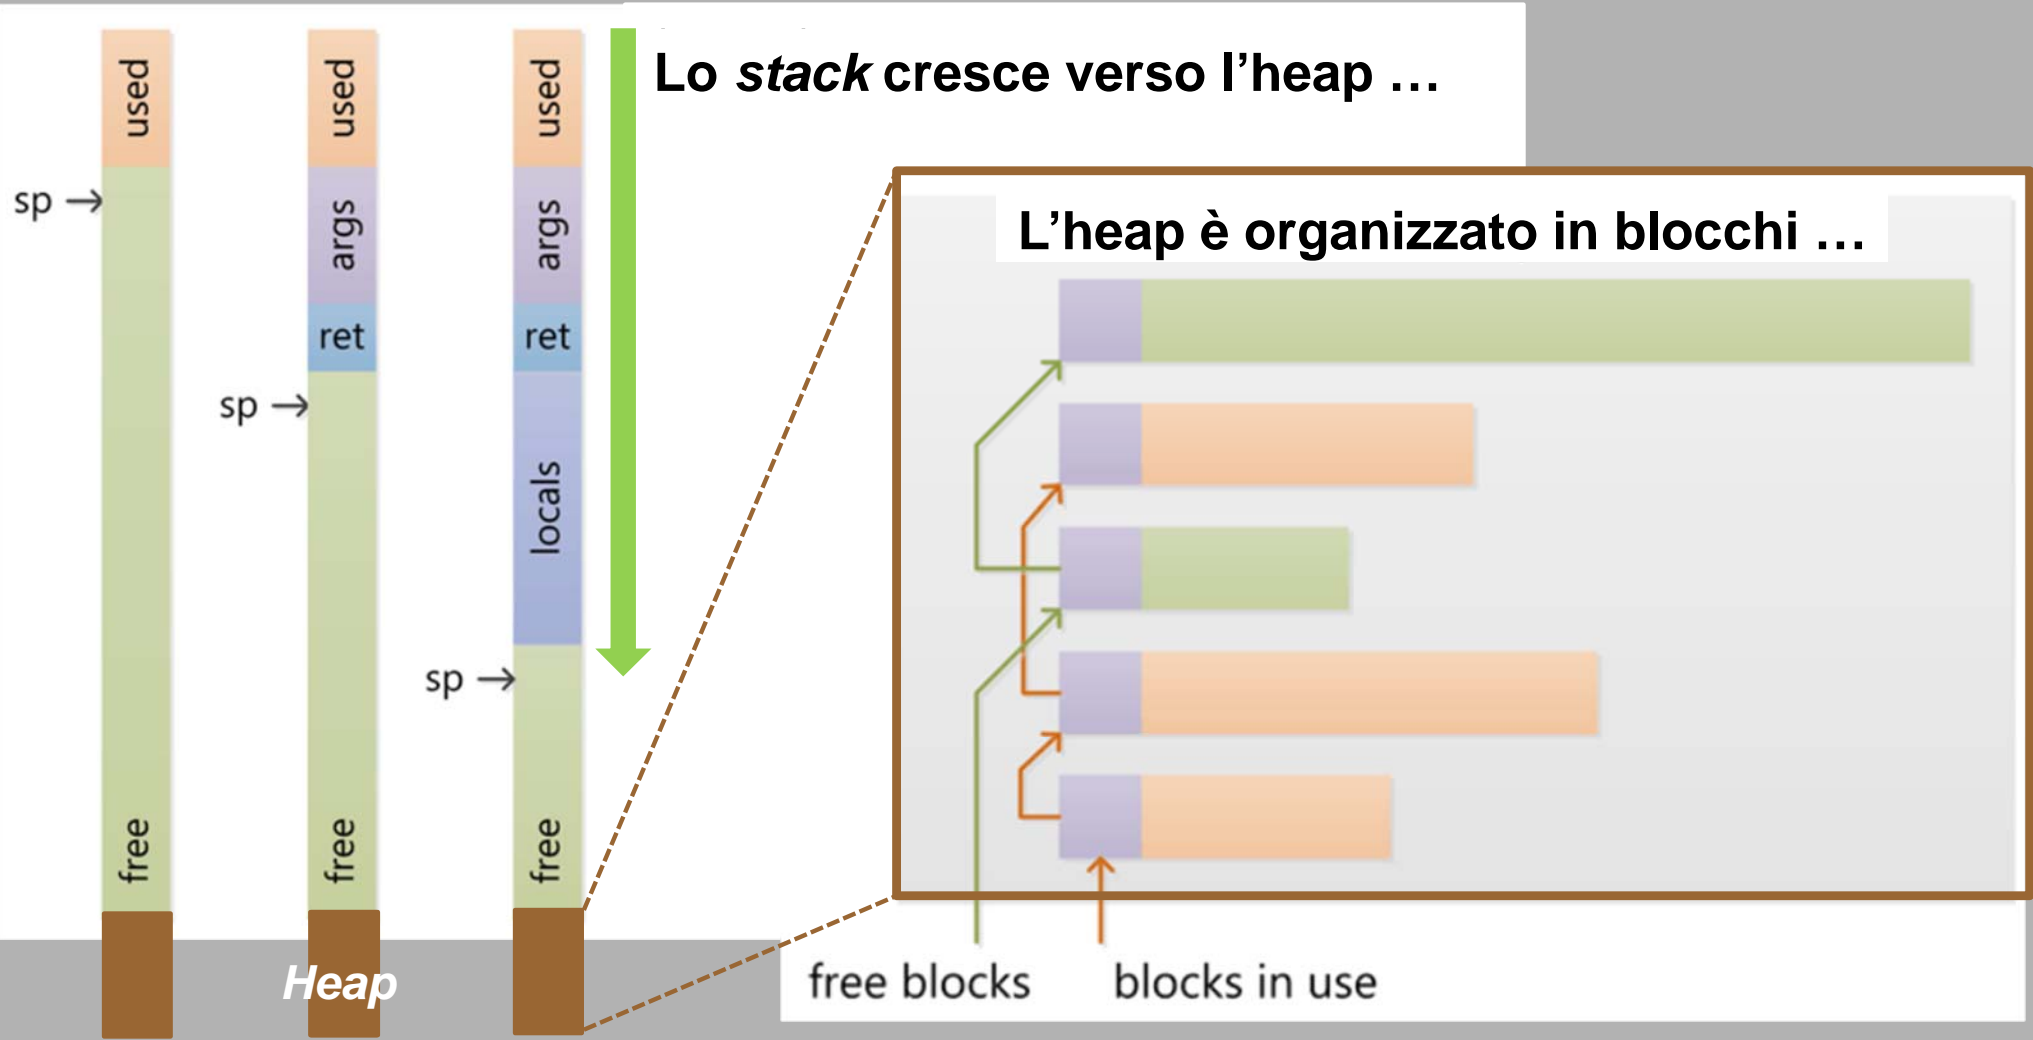 Lo stack cresce verso l'heap …
used
used
used
sp →
args
args
ret
ret
sp →
locals
sp →
free
free
free
Heap
L'heap è organizzato in blocchi …
free blocks
blocks in use